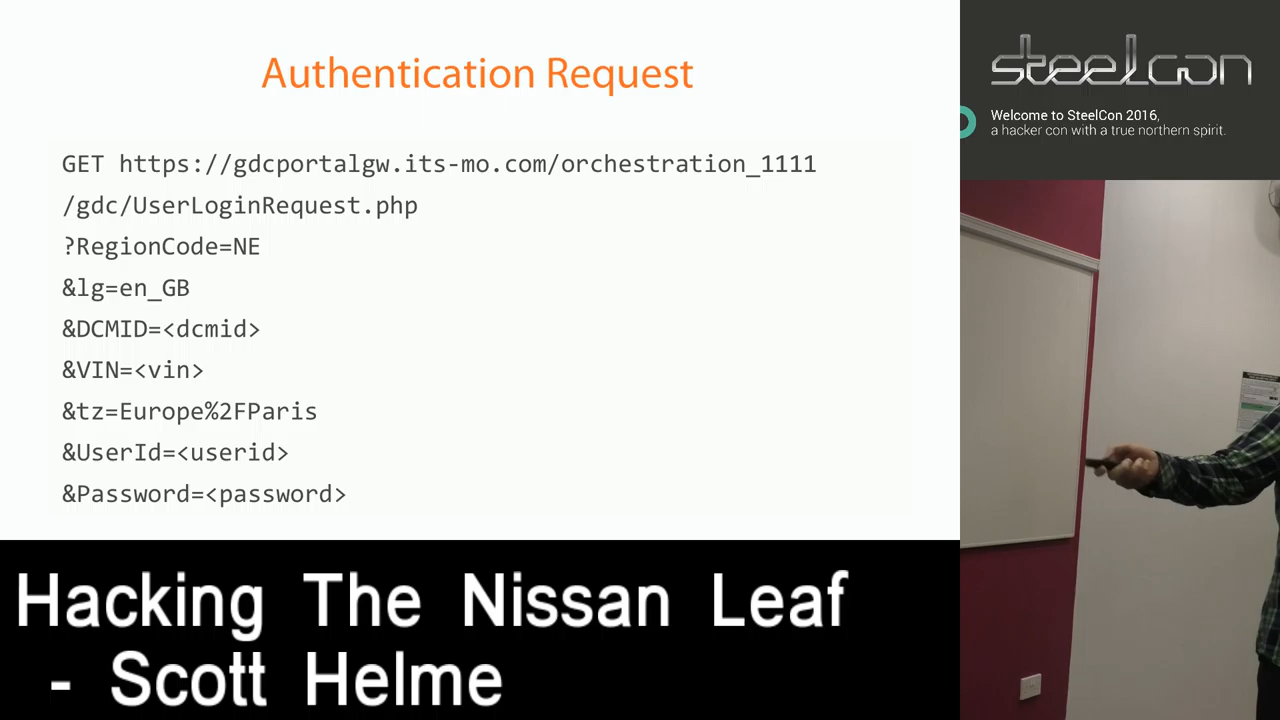 Authentication Request
GET https://gdcportalgw.its-mo.com/orchestration_1111
/gdc/UserLoginRequest.php
?RegionCode=NE
&lg=en_GB
&DCMID=<dcmid>
&VIN=<vin>
&tz=Europe%2FParis
&UserId=<userid>
&Password=<password>
steelcon
Welcome to SteelCon 2016,
a hacker con with a true northern spirit.
Hacking The Nissan Leaf
- Scott Helme